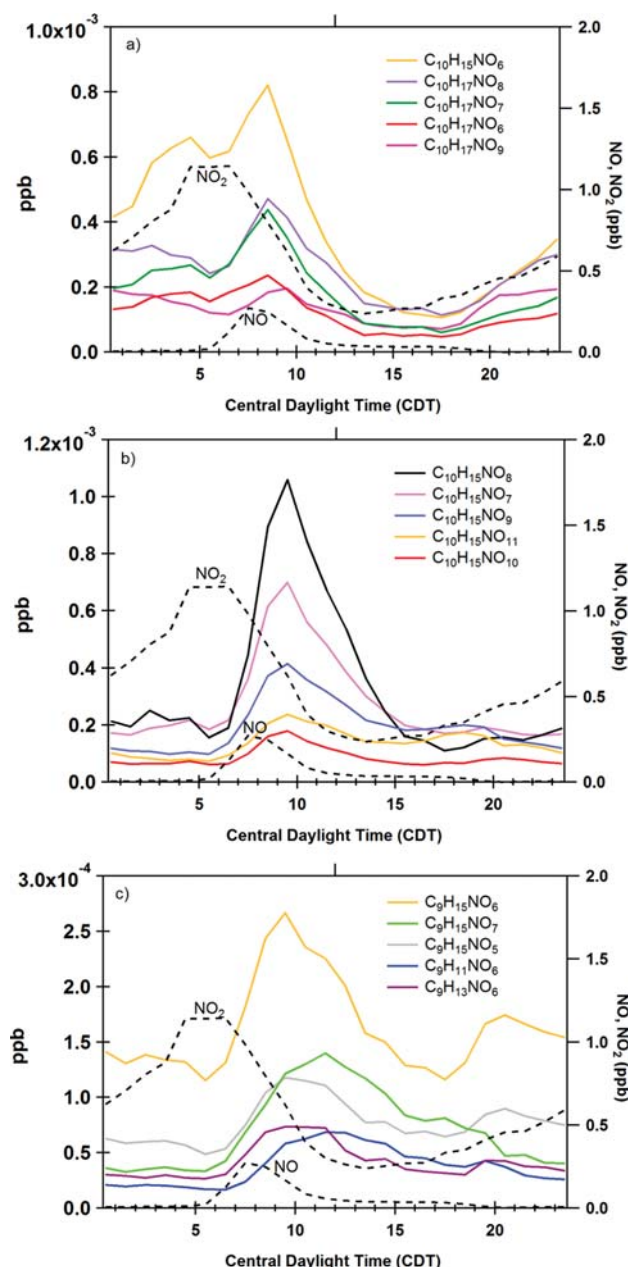 a)
1.0x10⁻³
0.8
0.6
0.4
0.2
0.0
ppb
C₁₀H₁₅NO₆
C₁₀H₁₇NO₈
C₁₀H₁₇NO₇
C₁₀H₁₇NO₆
C₁₀H₁₇NO₉
NO₂
NO
2.0
1.5
1.0
0.5
0.0
NO, NO₂ (ppb)
5 10 15 20
Central Daylight Time (CDT)
b)
1.2x10⁻³
1.0
0.8
0.6
0.4
0.2
0.0
ppb
C₁₀H₁₅NO₈
C₁₀H₁₅NO₇
C₁₀H₁₅NO₉
C₁₀H₁₅NO₁₁
C₁₀H₁₅NO₁₀
NO₂
NO
2.0
1.5
1.0
0.5
0.0
NO, NO₂ (ppb)
5 10 15 20
Central Daylight Time (CDT)
c)
3.0x10⁻⁴
2.5
2.0
1.5
1.0
0.5
0.0
ppb
C₉H₁₅NO₆
C₉H₁₅NO₇
C₉H₁₅NO₅
C₉H₁₁NO₆
C₉H₁₃NO₆
NO₂
NO
2.0
1.5
1.0
0.5
0.0
NO, NO₂ (ppb)
5 10 15 20
Central Daylight Time (CDT)